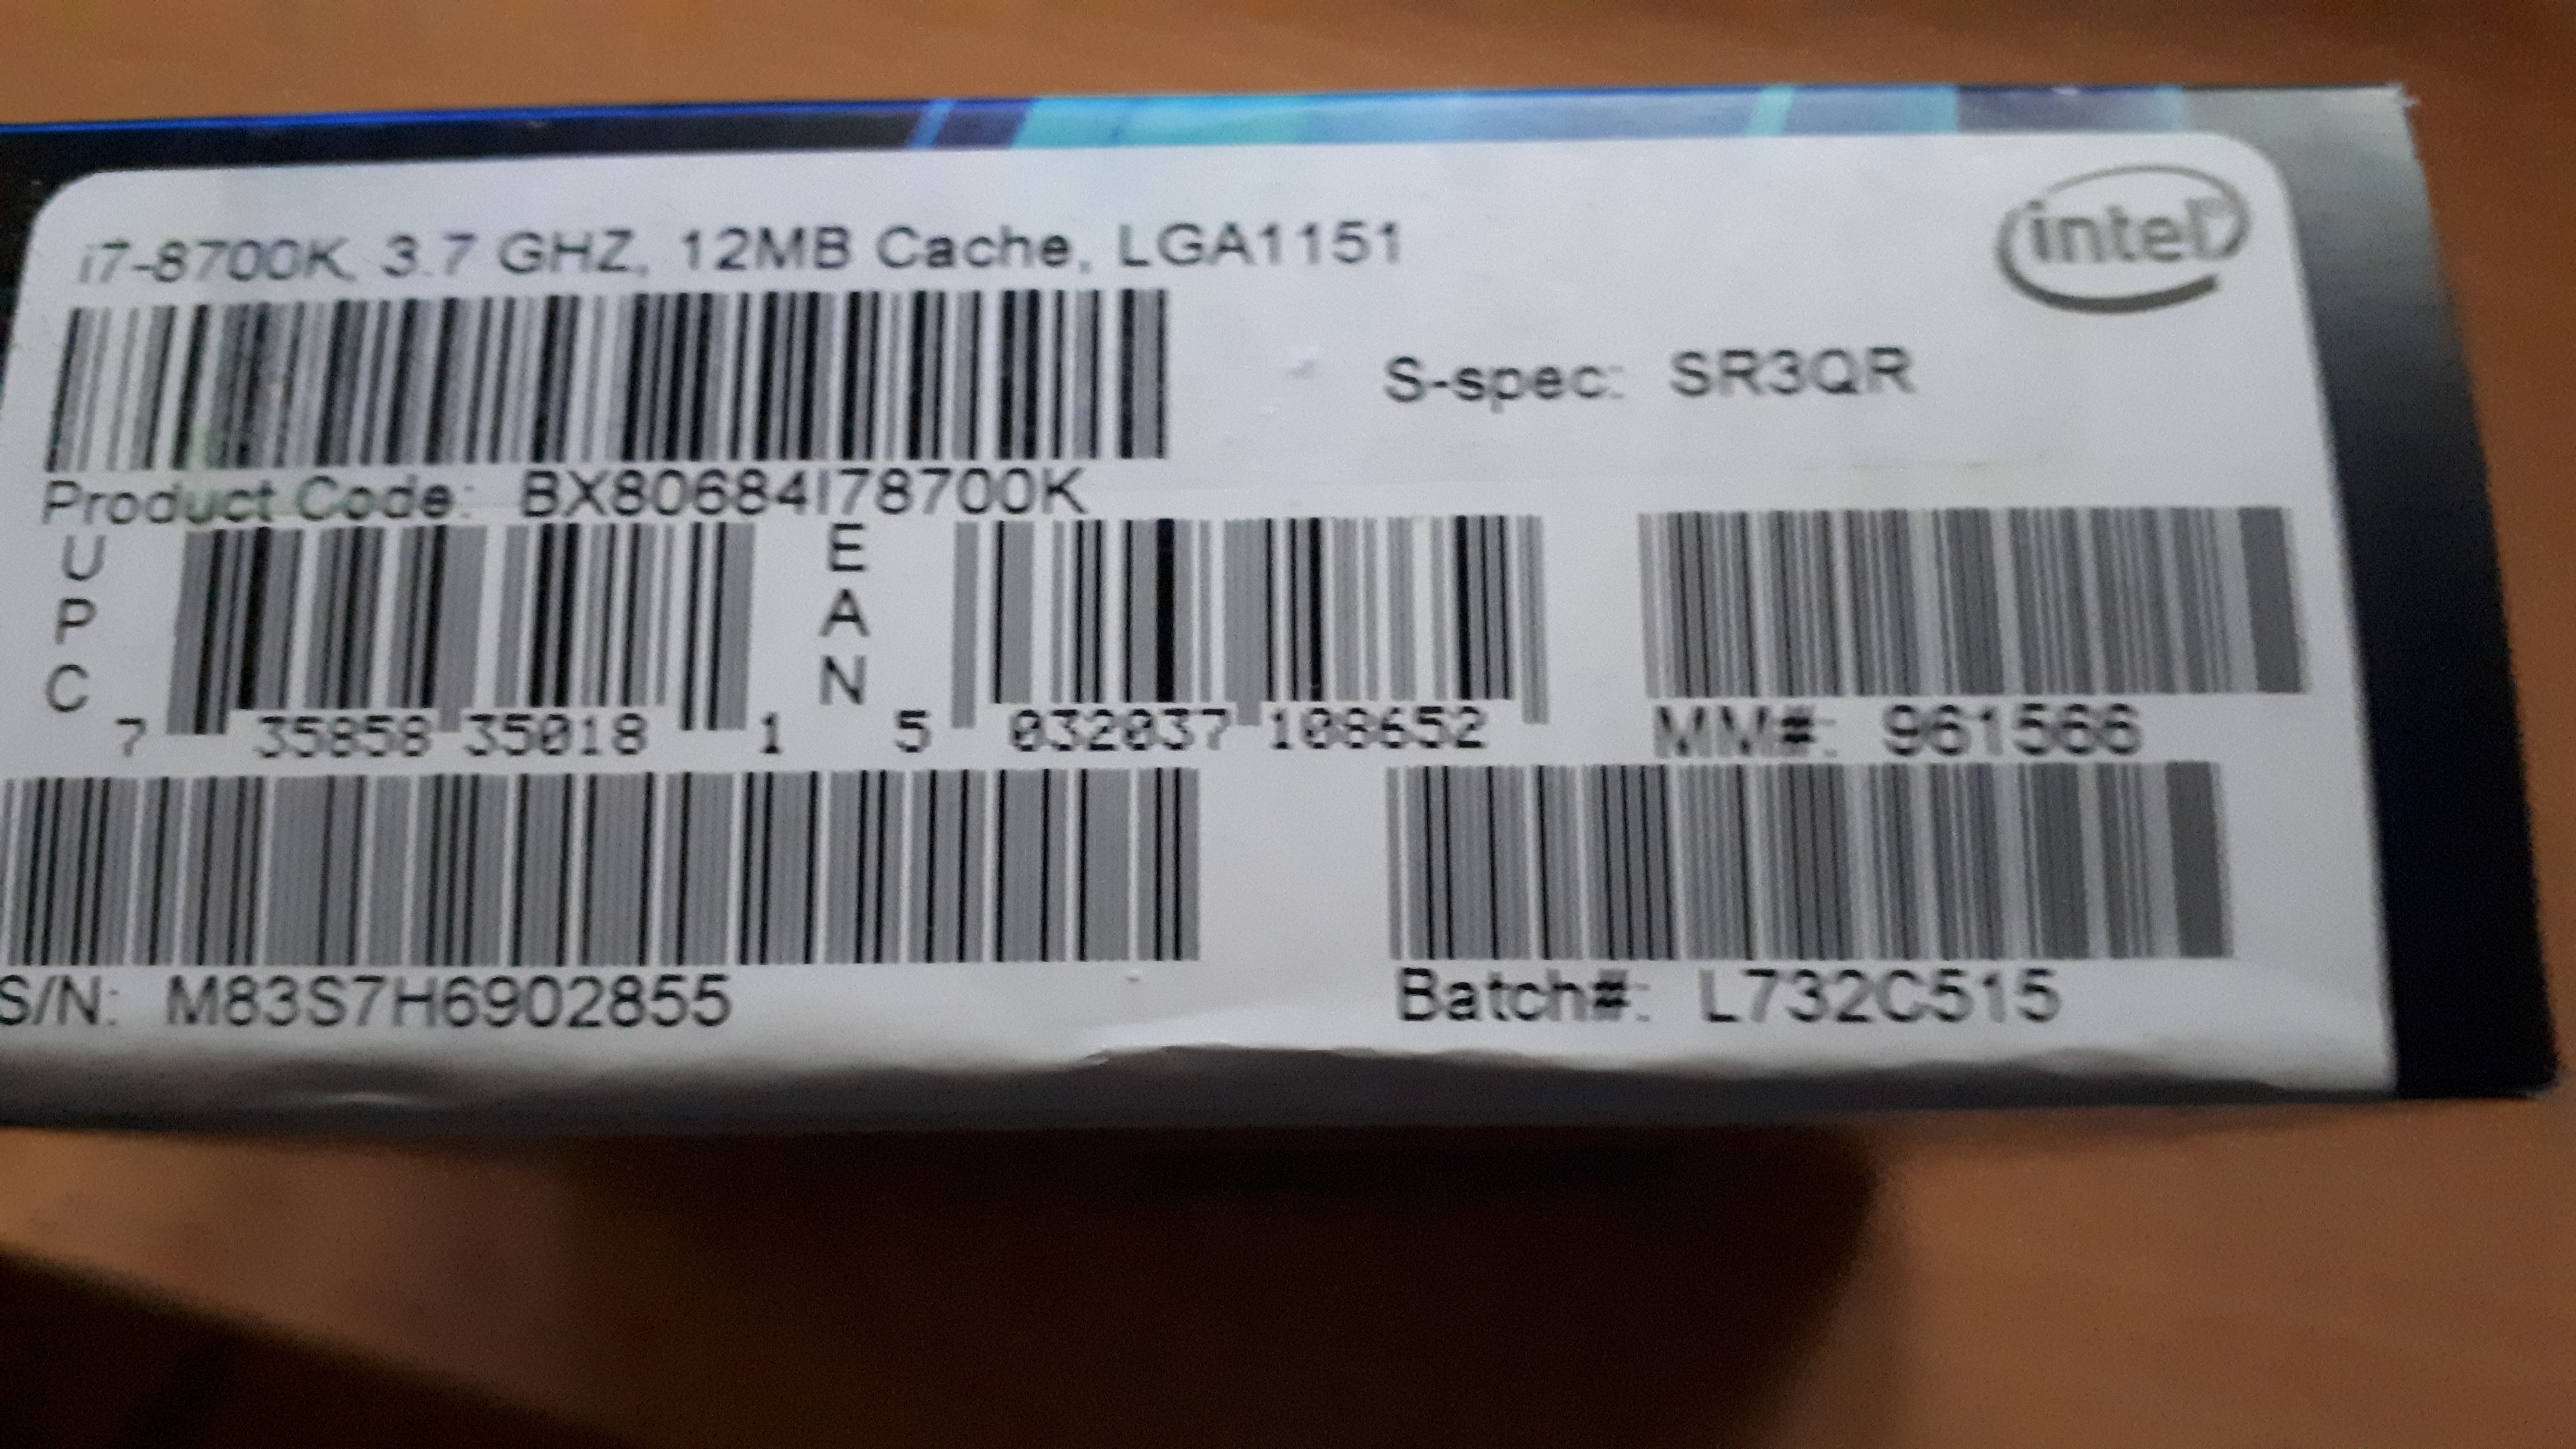 i7-8700K, 3.7 GHZ, 12MB Cache, LGA1151
intel
S-spec: SR3QR
Product Code: BX80684I78700K
UPC
7 35858 35018 1
EAN
5 032037 108652
MM#: 961566
S/N: M83S7H6902855
Batch#: L732C515